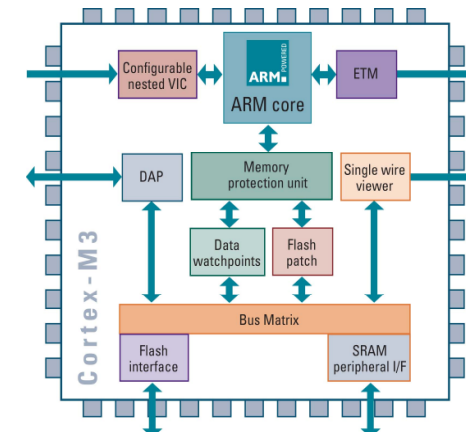 Configurable
nested VIC
ARM
POWERED
ARM core
ETM
DAP
Memory
protection unit
Single wire
viewer
Data
watchpoints
Flash
patch
Cortex-M3
Bus Matrix
Flash
interface
SRAM
peripheral I/F